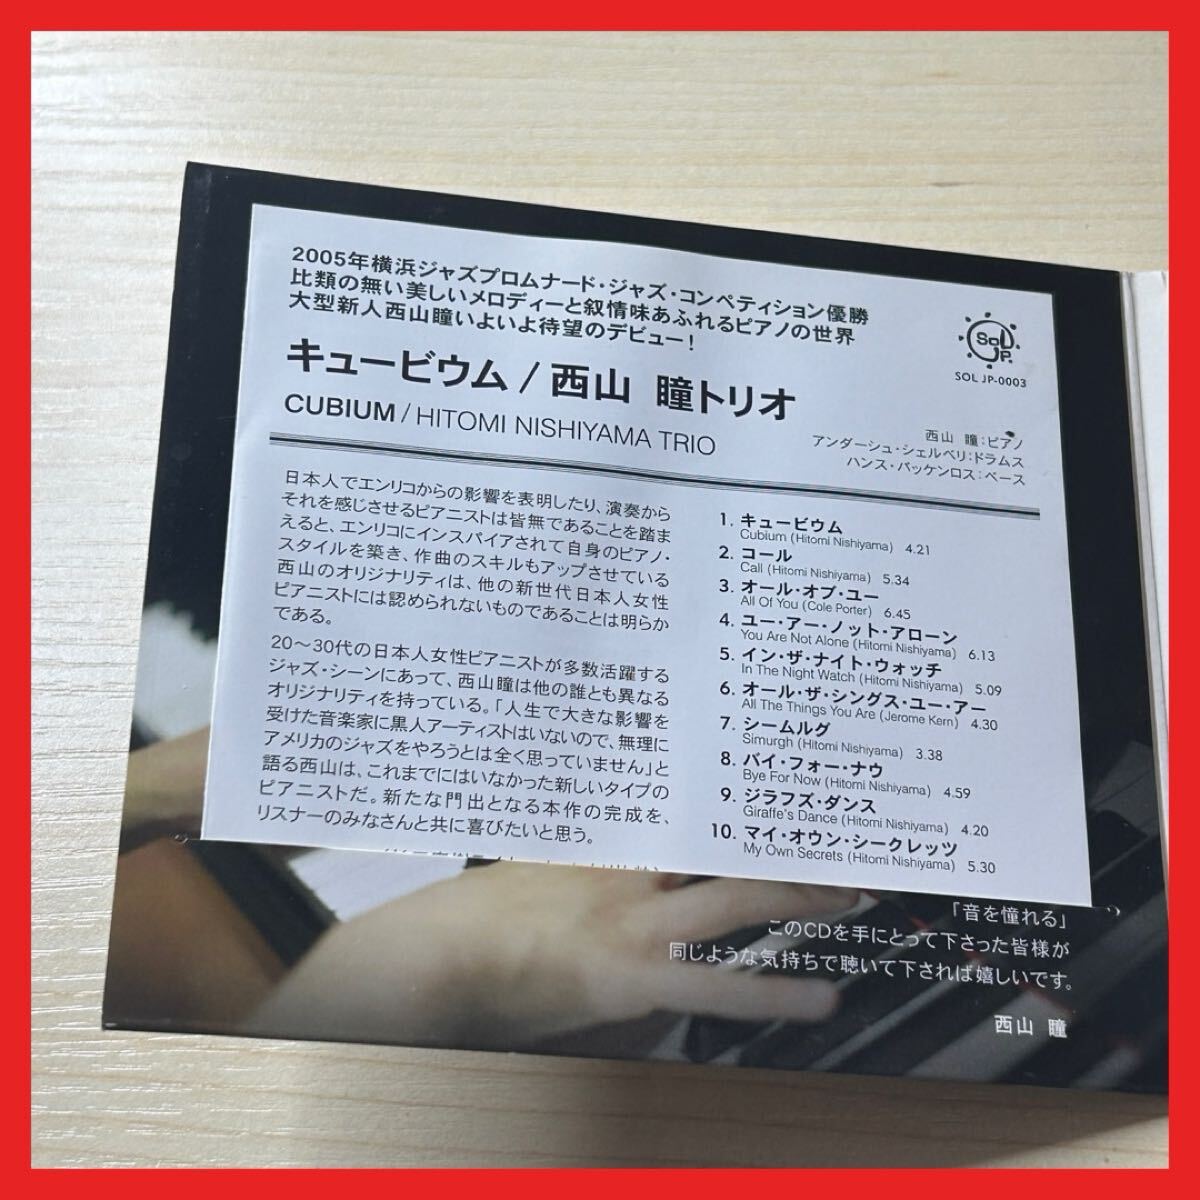 2005年横浜ジャズプロムナード・ジャズ・コンペティション優勝
比類の無い美しいメロディーと叙情味あふれるピアノの世界
大型新人西山瞳いよいよ待望のデビュー!
キュービウム / 西山 瞳トリオ
CUBIUM / HITOMI NISHIYAMA TRIO
SOL JP
SOL JP-0003
西山 瞳:ピアノ
アンダーシュ・シェルベリ:ドラムス
ハンス・バッケンロス:ベース
日本人でエンリコからの影響を表明したり、演奏から
それを感じさせるピアニストは皆無であることを踏ま
えると、エンリコにインスパイアされて自身のピアノ・
スタイルを築き、作曲のスキルもアップさせている
西山のオリジナリティは、他の新世代日本人女性
ピアニストには認められないものであることは明らか
である。
20〜30代の日本人女性ピアニストが多数活躍する
ジャズ・シーンにあって、西山瞳は他の誰とも異なる
オリジナリティを持っている。「人生で大きな影響を
受けた音楽家に黒人アーティストはいないので、無理に
アメリカのジャズをやろうとは全く思っていません」と
語る西山は、これまでにはいなかった新しいタイプの
ピアニストだ。新たな門出となる本作の完成を、
リスナーのみなさんと共に喜びたいと思う。
1. キュービウム
Cubium (Hitomi Nishiyama) 4.21
2. コール
Call (Hitomi Nishiyama) 5.34
3. オール・オブ・ユー
All Of You (Cole Porter) 6.45
4. ユー・アー・ノット・アローン
You Are Not Alone (Hitomi Nishiyama) 6.13
5. イン・ザ・ナイト・ウォッチ
In The Night Watch (Hitomi Nishiyama) 5.09
6. オール・ザ・シングス・ユー・アー
All The Things You Are (Jerome Kern) 4.30
7. シームルグ
Simurgh (Hitomi Nishiyama) 3.38
8. バイ・フォー・ナウ
Bye For Now (Hitomi Nishiyama) 4.59
9. ジラフズ・ダンス
Giraffe's Dance (Hitomi Nishiyama) 4.20
10. マイ・オウン・シークレッツ
My Own Secrets (Hitomi Nishiyama) 5.30
「音を憧れる」
このCDを手にとって下さった皆様が
同じような気持ちで聴いて下されば嬉しいです。
西山 瞳